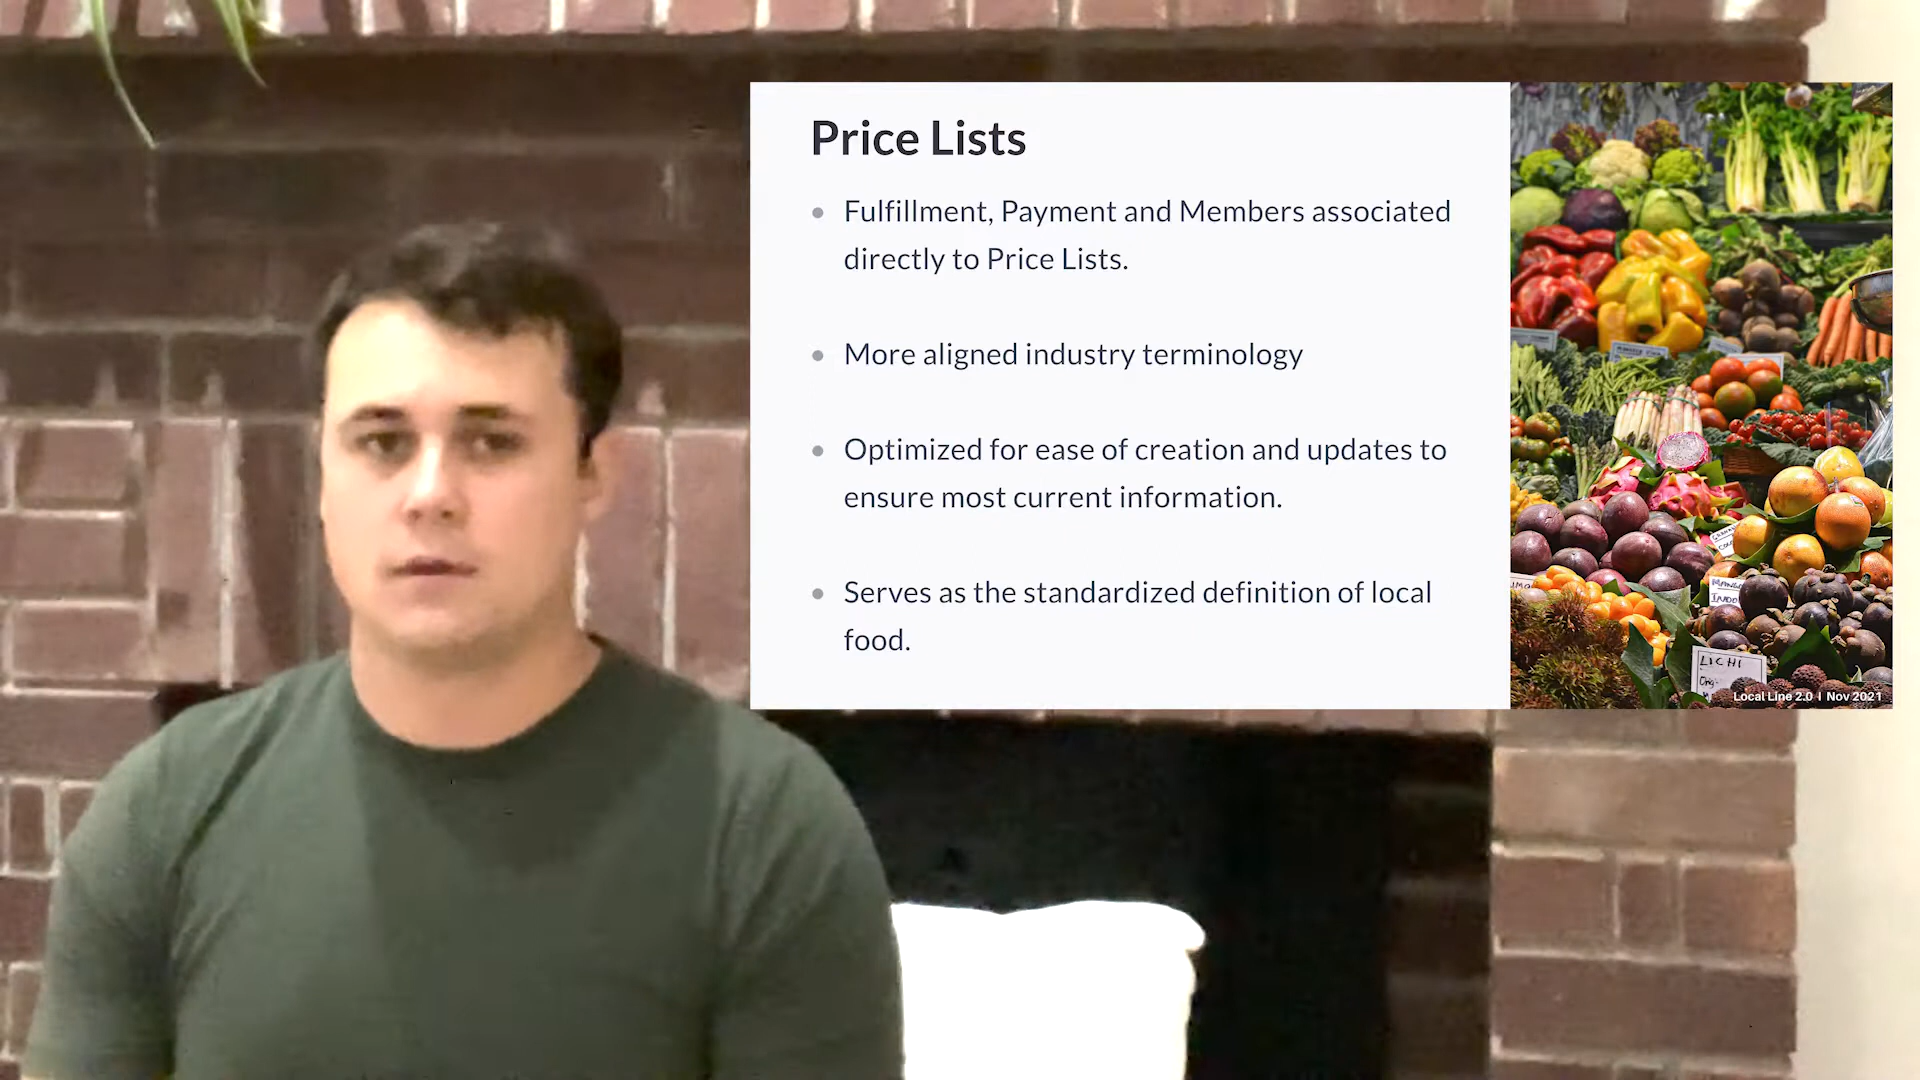 Price Lists
• Fulfillment, Payment and Members associated
directly to Price Lists.
• More aligned industry terminology
• Optimized for ease of creation and updates to
ensure most current information.
• Serves as the standardized definition of local
food.
LICHI
Local Line 2.0 | Nov 2021